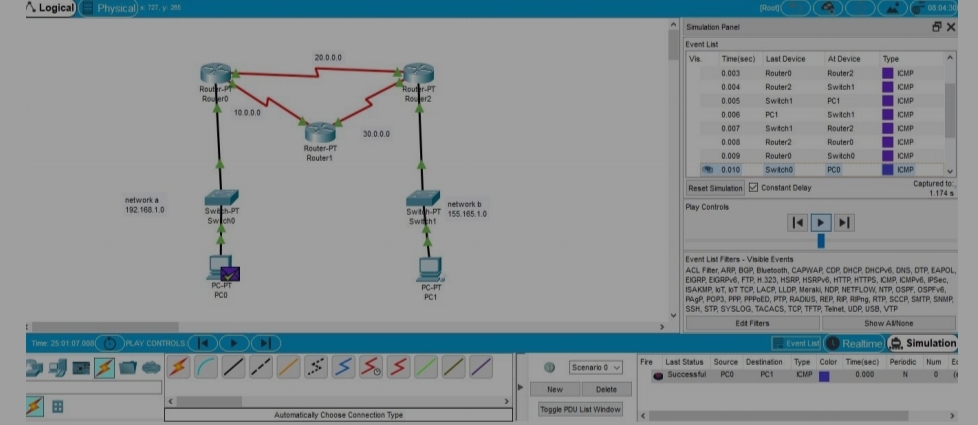 Logical Physical x: 727, y: 266 [Root] 08:04:30
20.0.0.0
Router-PT
Router0
Router-PT
Router2
10.0.0.0
30.0.0.0
Router-PT
Router1
network a
192.168.1.0
Switch-PT
Switch0
Switch-PT
Switch1
network b
155.165.1.0
PC-PT
PC0
PC-PT
PC1
Simulation Panel
Event List
Vis. Time(sec) Last Device At Device Type
0.003 Router0 Router2 ICMP
0.004 Router2 Switch1 ICMP
0.005 Switch1 PC1 ICMP
0.006 PC1 Switch1 ICMP
0.007 Switch1 Router2 ICMP
0.008 Router2 Router0 ICMP
0.009 Router0 Switch0 ICMP
0.010 Switch0 PC0 ICMP
Reset Simulation Constant Delay Captured to:
1.174 s
Play Controls
Event List Filters - Visible Events
ACL Filter, ARP, BGP, Bluetooth, CAPWAP, CDP, DHCP, DHCPv6, DNS, DTP, EAPOL,
EIGRP, EIGRPv6, FTP, H.323, HSRP, HSRPv6, HTTP, HTTPS, ICMP, ICMPv6, IPSec,
ISAKMP, IoT, IoT TCP, LACP, LLDP, Meraki, NDP, NETFLOW, NTP, OSPF, OSPFv6,
PAgP, POP3, PPP, PPPoED, PTP, RADIUS, REP, RIP, RIPng, RTP, SCCP, SMTP, SNMP,
SSH, STP, SYSLOG, TACACS, TCP, TFTP, Telnet, UDP, USB, VTP
Edit Filters Show All/None
Time: 25:01:07.000 PLAY CONTROLS: Event List Realtime Simulation
Automatically Choose Connection Type
Scenario 0
New Delete
Toggle PDU List Window
Fire Last Status Source Destination Type Color Time(sec) Periodic Num
Successful PC0 PC1 ICMP 0.000 N 0